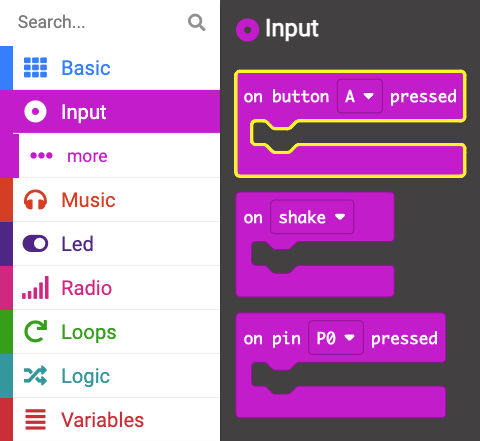 Search...
Basic
Input
more
Music
Led
Radio
Loops
Logic
Variables
Input
on button A pressed
on shake
on pin P0 pressed